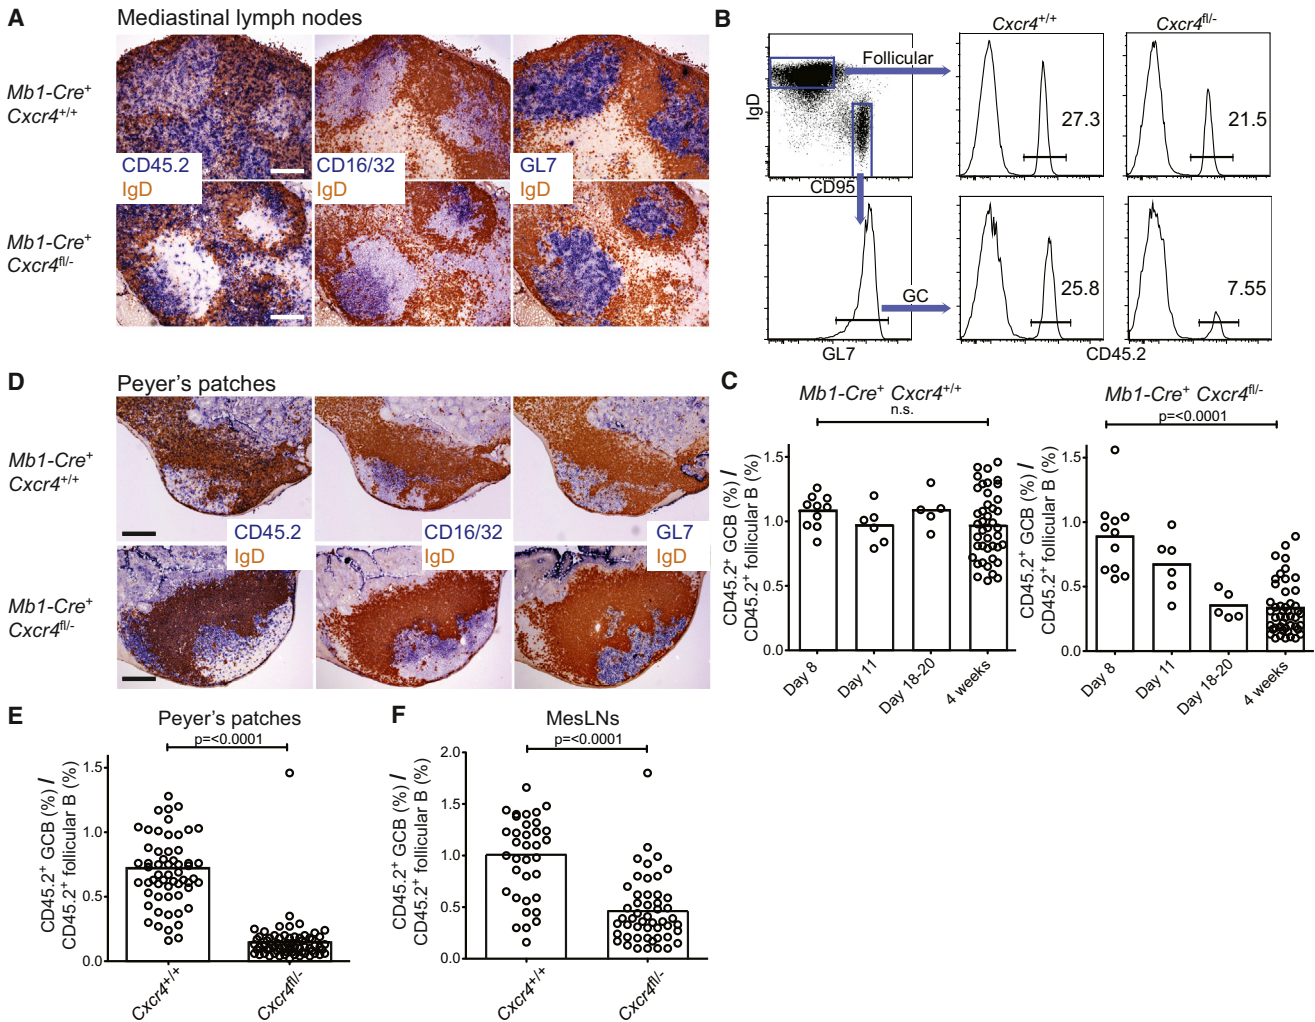 A
Mediastinal lymph nodes
Mb1-Cre+
Cxcr4+/+
CD45.2
IgD
CD16/32
IgD
GL7
IgD
Mb1-Cre+
Cxcr4fl/-
B
Cxcr4+/+
Cxcr4fl/-
IgD
Follicular
27.3
21.5
CD95
GC
25.8
7.55
GL7
CD45.2
C
Mb1-Cre+ Cxcr4+/+
n.s.
CD45.2+ GCB (%) /
CD45.2+ follicular B (%)
1.5
1.0
0.5
0.0
Day 8
Day 11
Day 18-20
4 weeks
Mb1-Cre+ Cxcr4fl/-
p=<0.0001
CD45.2+ GCB (%) /
CD45.2+ follicular B (%)
1.5
1.0
0.5
0.0
Day 8
Day 11
Day 18-20
4 weeks
D
Peyer's patches
Mb1-Cre+
Cxcr4+/+
CD45.2
IgD
CD16/32
IgD
GL7
IgD
Mb1-Cre+
Cxcr4fl/-
E
Peyer's patches
p=<0.0001
CD45.2+ GCB (%) /
CD45.2+ follicular B (%)
1.5
1.0
0.5
0.0
Cxcr4+/+
Cxcr4fl/-
F
MesLNs
p=<0.0001
CD45.2+ GCB (%) /
CD45.2+ follicular B (%)
2.0
1.5
1.0
0.5
0.0
Cxcr4+/+
Cxcr4fl/-